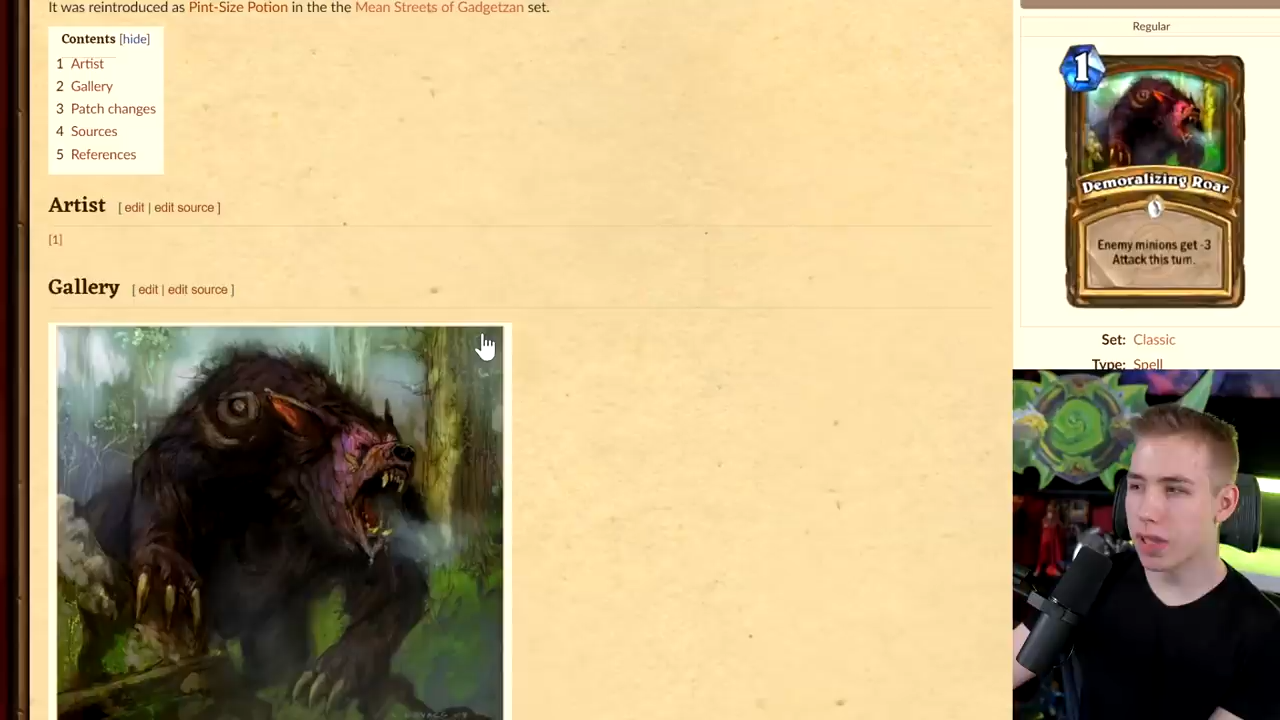 It was reintroduced as Pint-Size Potion in the the Mean Streets of Gadgetzan set.
Contents [hide]
1 Artist
2 Gallery
3 Patch changes
4 Sources
5 References
Artist [ edit | edit source ]
[1]
Gallery [ edit | edit source ]
Regular
1
Demoralizing Roar
Enemy minions get -3
Attack this turn.
Set: Classic
Type: Spell